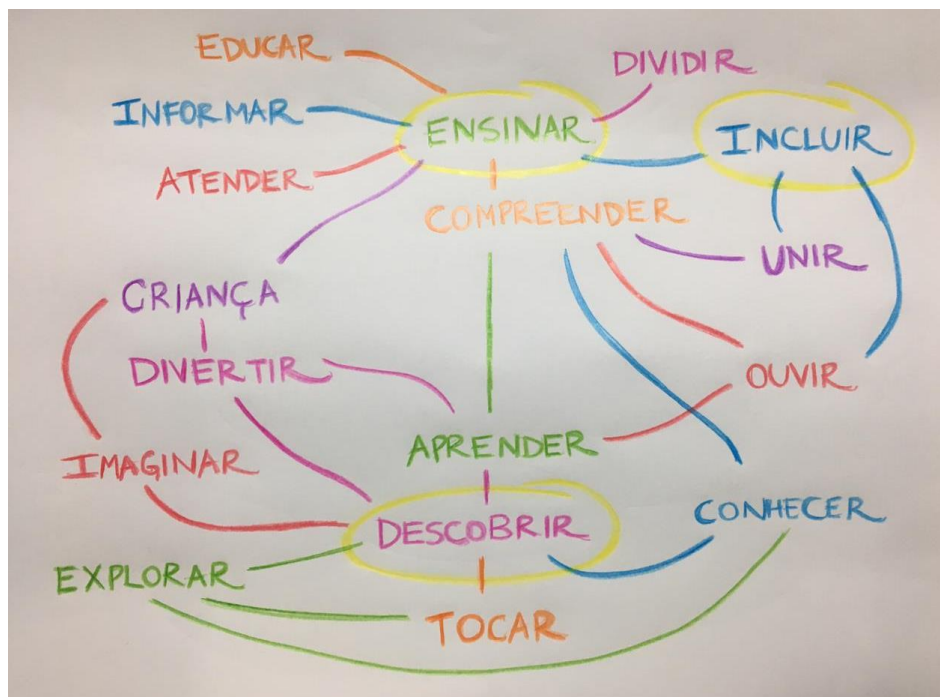 EDUCAR
DIVIDIR
INFORMAR
ENSINAR
INCLUIR
ATENDER
COMPREENDER
UNIR
CRIANÇA
DIVERTIR
OUVIR
APRENDER
IMAGINAR
DESCOBRIR
CONHECER
EXPLORAR
TOCAR